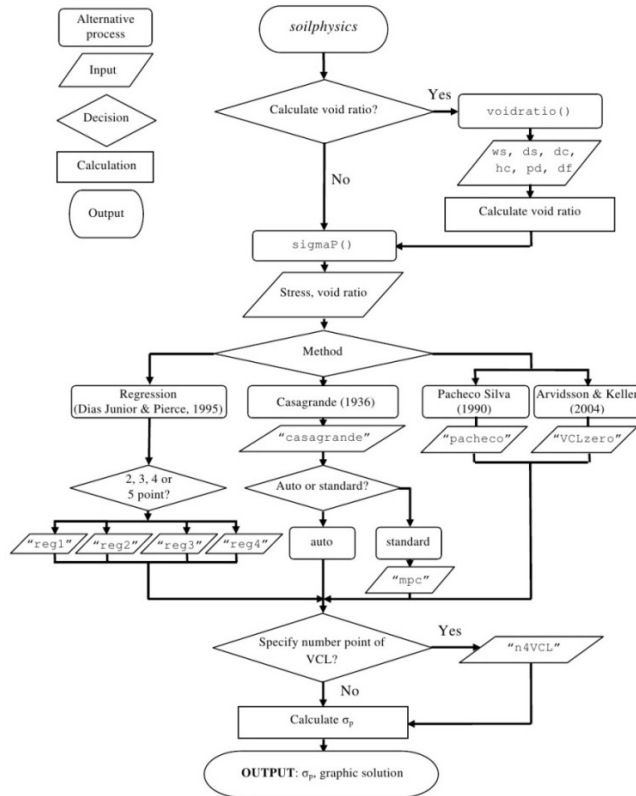 Alternative
process
Input
Decision
Calculation
Output
soilphysics
Calculate void ratio?
Yes
voidratio()
ws, ds, dc,
hc, pd, df
No
Calculate void ratio
sigmaP()
Stress, void ratio
Method
Regression
(Dias Junior & Pierce, 1995)
Casagrande (1936)
Pacheco Silva
(1990)
Arvidsson & Keller
(2004)
“casagrande”
“pacheco”
“VCLzero”
2, 3, 4 or
5 point?
Auto or standard?
“reg1”
“reg2”
“reg3”
“reg4”
auto
standard
“mpc”
Specify number point of
VCL?
Yes
“n4VCL”
No
Calculate σp
OUTPUT: σp, graphic solution